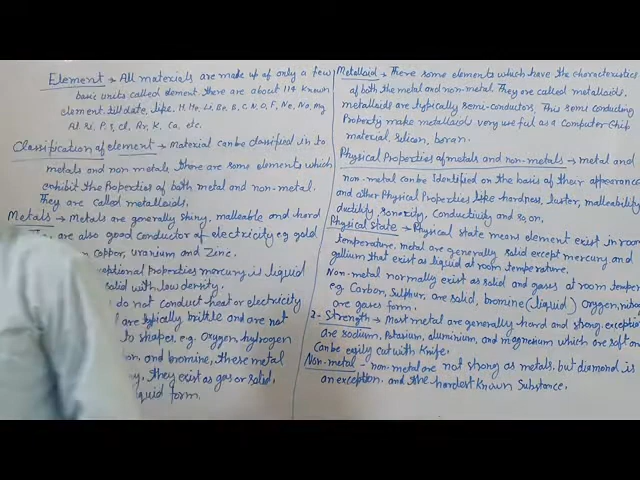 Element → All materials are made up of only a few
basic units called element. there are about 114 known
element till date. like. H, He, Li, Be, B, C, N, O, F, Ne, Na, Mg
Al Si, P, S, Cl, Ar, K, Ca, etc.
Classification of element → Material can be classified in to
metals and non metals. there are some elements which
exhibit the Properties of both metal and non-metal.
They are called metalloids.
Metals → Metals are generally shiny, malleable and hard
are also good conductor of electricity e.g gold
Coppor, uranium and Zinc.
Properties mercury is liquid
solid with low density.
do not conduct heat or electricity
are typically brittle and are not
to shapes, e.g. oxygen, hydrogen
and bromine, these metal
They exist as gas or solid,
liquid form.
Metalloid → There some elements which have the characteristics
of both the metal and non-metal. They are called metalloids.
metalloids are typically semi-conductors, This semi conducting
Property make metalloid very useful as a Computer chip
material, silicon, boran.
Physical Properties of metals and non-metals → metal and
non-metal can be Identified on the basis of their appearance
and other Physical Properties like hardness, luster, malleability
ductility, sonority, Conductivity and so on.
Physical State → Physical state means element exist in room
temperature, metal are generally solid except mercury and
gallium that exist as liquid at room temperature.
Non-metal normally exist as solid and gases at room temper
e.g. Carbon, Sulphur, are solid, bromine (liquid) Oxygen,
are gases form.
2- Strength → Most metal are generally hard and strong, exception
are sodium, Potasium, aluminium, and magnesium which are soft an
Can be easily cut with Knife.
Non-metal - non-metal are not strong as metals. but diamond is
an exception. and the hardest Known Substance.